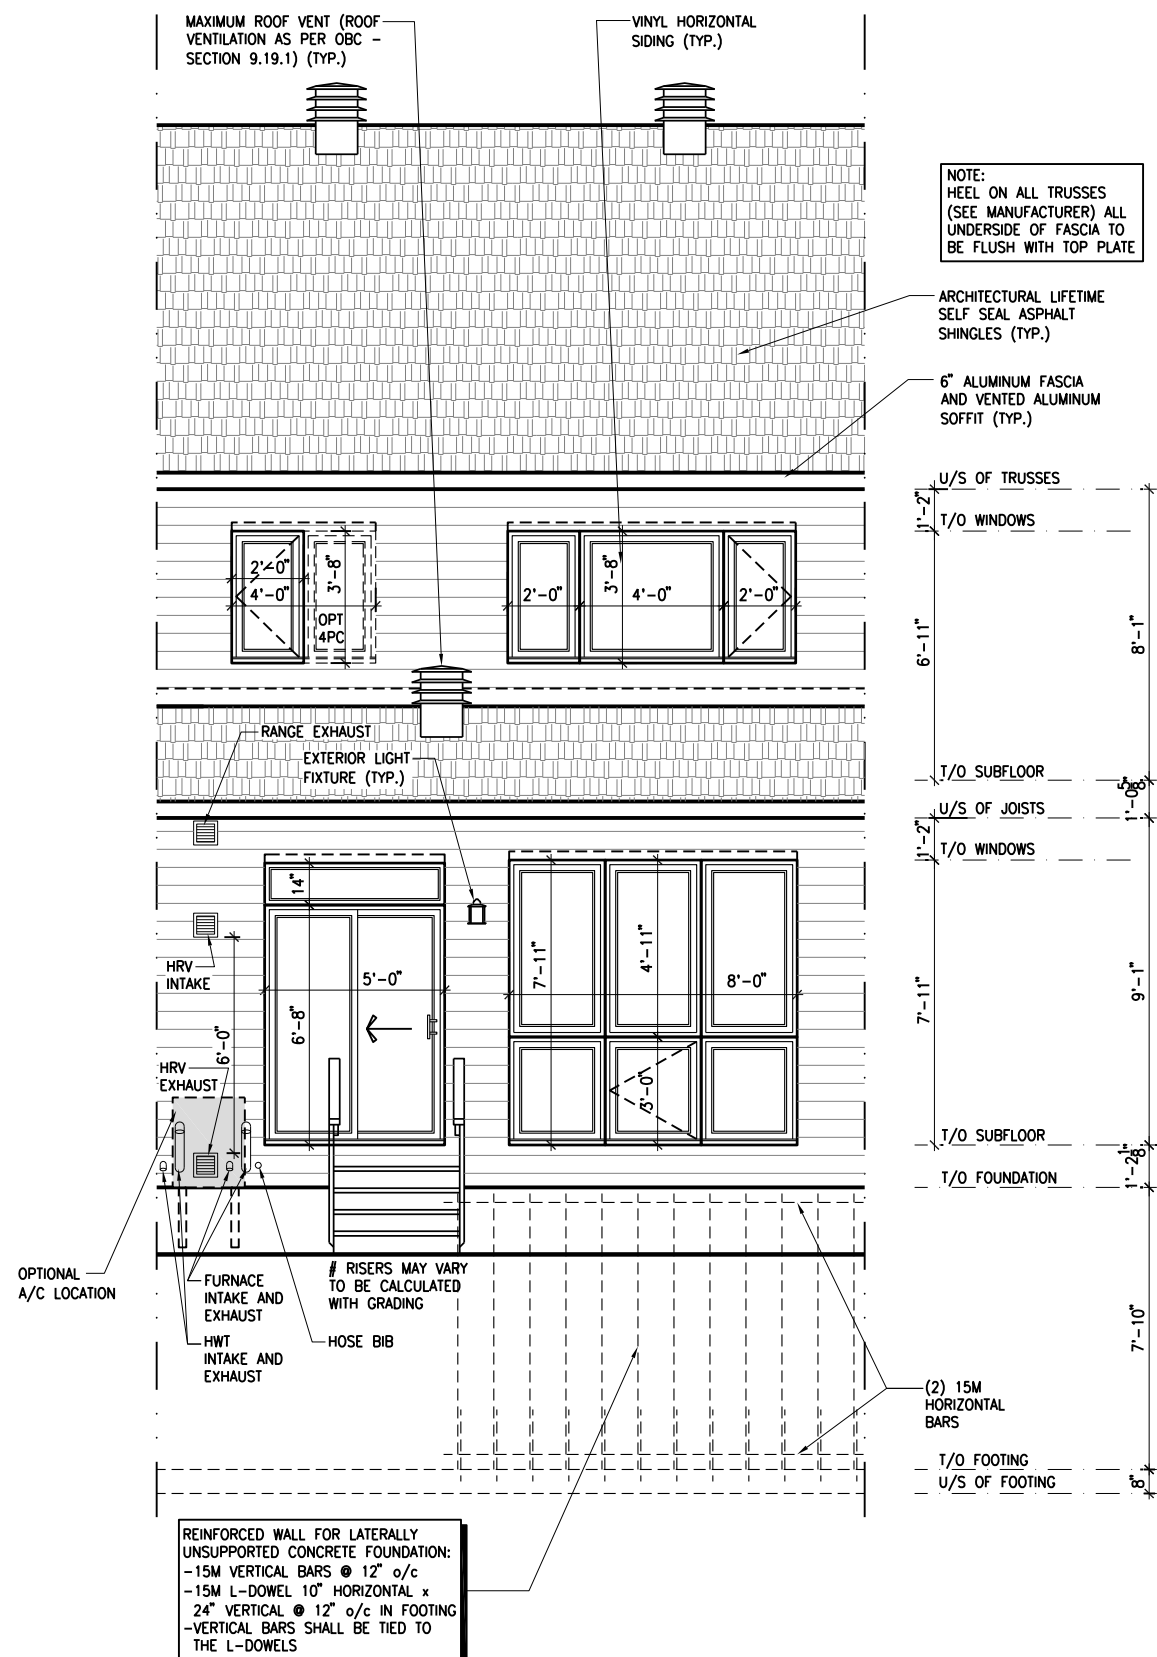 MAXIMUM ROOF VENT (ROOF
VENTILATION AS PER OBC -
SECTION 9.19.1) (TYP.)
VINYL HORIZONTAL
SIDING (TYP.)
NOTE:
HEEL ON ALL TRUSSES
(SEE MANUFACTURER) ALL
UNDERSIDE OF FASCIA TO
BE FLUSH WITH TOP PLATE
ARCHITECTURAL LIFETIME
SELF SEAL ASPHALT
SHINGLES (TYP.)
6" ALUMINUM FASCIA
AND VENTED ALUMINUM
SOFFIT (TYP.)
U/S OF TRUSSES
1'-2"
T/O WINDOWS
2'-0"
4'-0"
3'-8"
OPT
4PC
2'-0"
3'-8"
4'-0"
2'-0"
6'-11"
8'-1"
RANGE EXHAUST
EXTERIOR LIGHT
FIXTURE (TYP.)
T/O SUBFLOOR
1'-0 5/8"
U/S OF JOISTS
1'-2"
T/O WINDOWS
14"
HRV
INTAKE
5'-0"
6'-8"
7'-11"
4'-11"
8'-0"
7'-11"
9'-1"
6'-0"
HRV
EXHAUST
3'-0"
T/O SUBFLOOR
1'-2 1/8"
T/O FOUNDATION
OPTIONAL
A/C LOCATION
FURNACE
INTAKE AND
EXHAUST
# RISERS MAY VARY
TO BE CALCULATED
WITH GRADING
HWT
INTAKE AND
EXHAUST
HOSE BIB
7'-10"
(2) 15M
HORIZONTAL
BARS
T/O FOOTING
U/S OF FOOTING
8"
REINFORCED WALL FOR LATERALLY
UNSUPPORTED CONCRETE FOUNDATION:
-15M VERTICAL BARS @ 12" o/c
-15M L-DOWEL 10" HORIZONTAL x
24" VERTICAL @ 12" o/c IN FOOTING
-VERTICAL BARS SHALL BE TIED TO
THE L-DOWELS